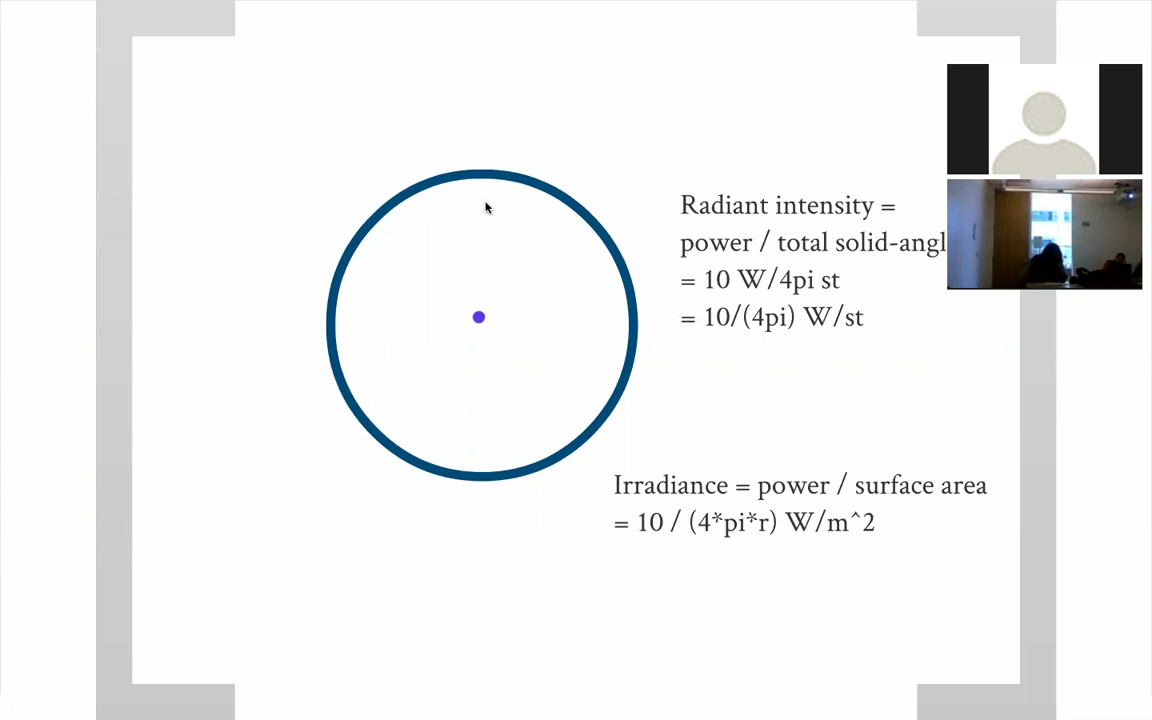 Radiant intensity =
power / total solid-angl
= 10 W/4pi st
= 10/(4pi) W/st
Irradiance = power / surface area
= 10 / (4*pi*r) W/m^2